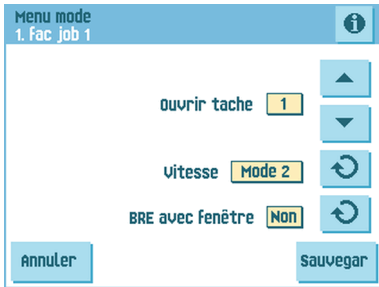 Menu mode
1. Fac job 1
Ouvrir tache 1
Vitesse Mode 2
BRE avec fenêtre Non
Annuler
Sauvegar